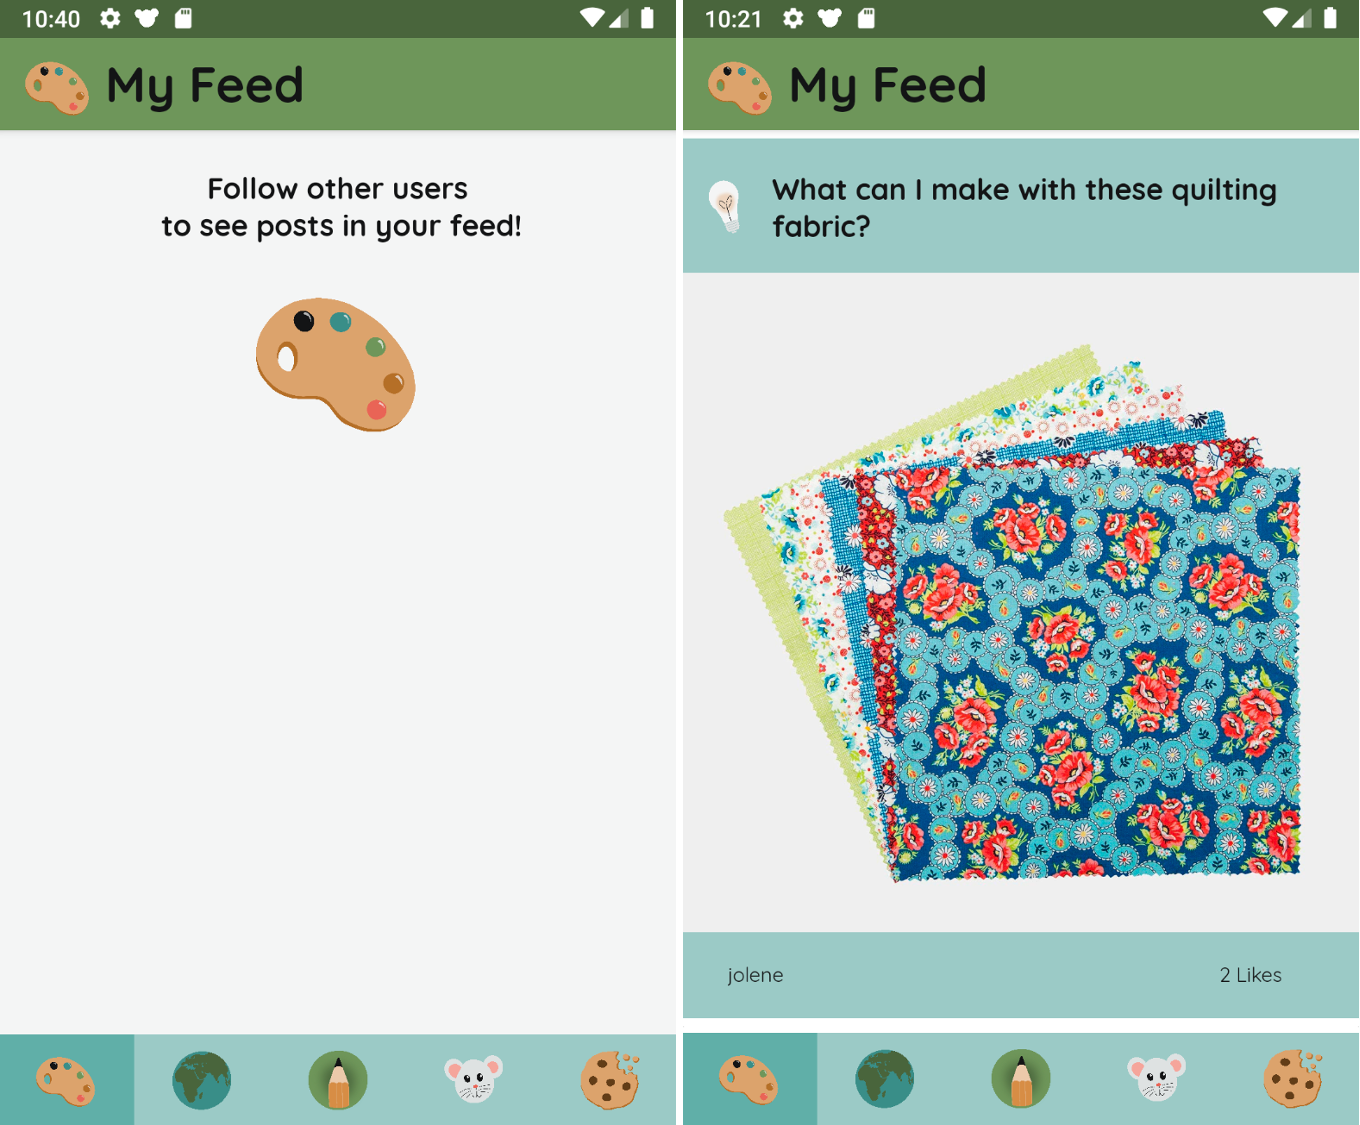 10:40
My Feed
Follow other users
to see posts in your feed!
10:21
My Feed
What can I make with these quilting
fabric?
jolene
2 Likes